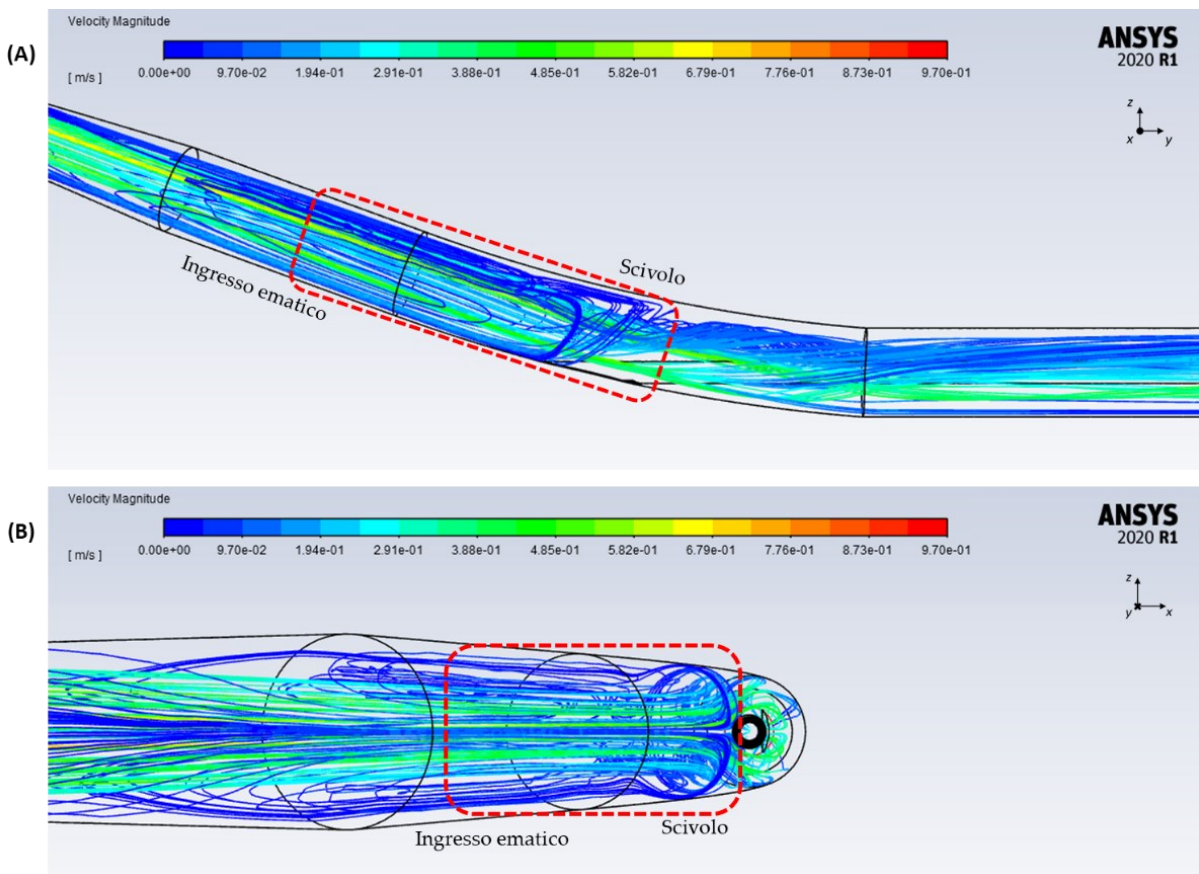 (A)
Velocity Magnitude
[ m/s ]
0.00e+00 9.70e-02 1.94e-01 2.91e-01 3.88e-01 4.85e-01 5.82e-01 6.79e-01 7.76e-01 8.73e-01 9.70e-01
ANSYS
2020 R1
z
x y
Scivolo
Ingresso ematico
(B)
Velocity Magnitude
[ m/s ]
0.00e+00 9.70e-02 1.94e-01 2.91e-01 3.88e-01 4.85e-01 5.82e-01 6.79e-01 7.76e-01 8.73e-01 9.70e-01
ANSYS
2020 R1
z
y x
Scivolo
Ingresso ematico